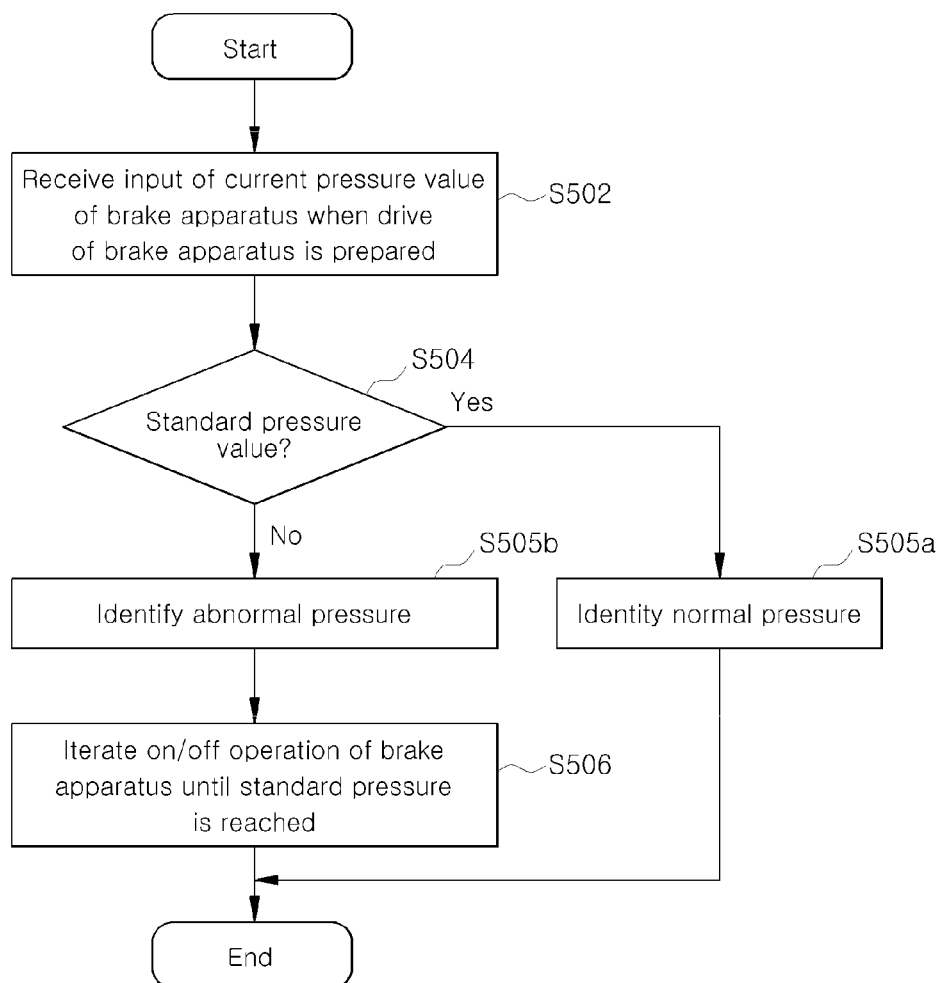 Start
Receive input of current pressure value
of brake apparatus when drive
of brake apparatus is prepared
S502
S504
Standard pressure
value?
Yes
No
S505b
S505a
Identify abnormal pressure
Identity normal pressure
Iterate on/off operation of brake
apparatus until standard pressure
is reached
S506
End